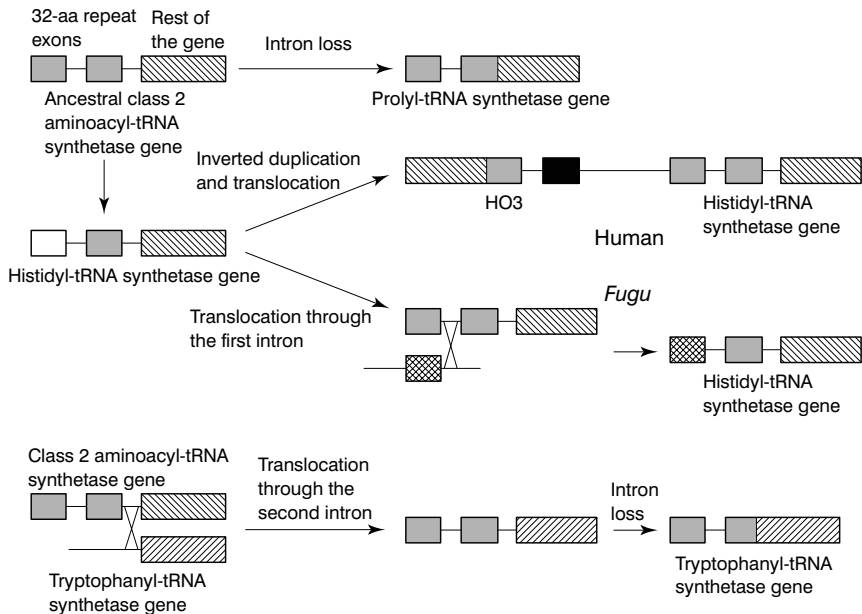 32-aa repeat
exons
Rest of
the gene
Intron loss
Ancestral class 2
aminoacyl-tRNA
synthetase gene
Prolyl-tRNA synthetase gene
Inverted duplication
and translocation
HO3
Histidyl-tRNA
synthetase gene
Human
Histidyl-tRNA synthetase gene
Translocation through
the first intron
Fugu
Histidyl-tRNA
synthetase gene
Class 2 aminoacyl-tRNA
synthetase gene
Translocation
through the
second intron
Intron
loss
Tryptophanyl-tRNA
synthetase gene
Tryptophanyl-tRNA
synthetase gene